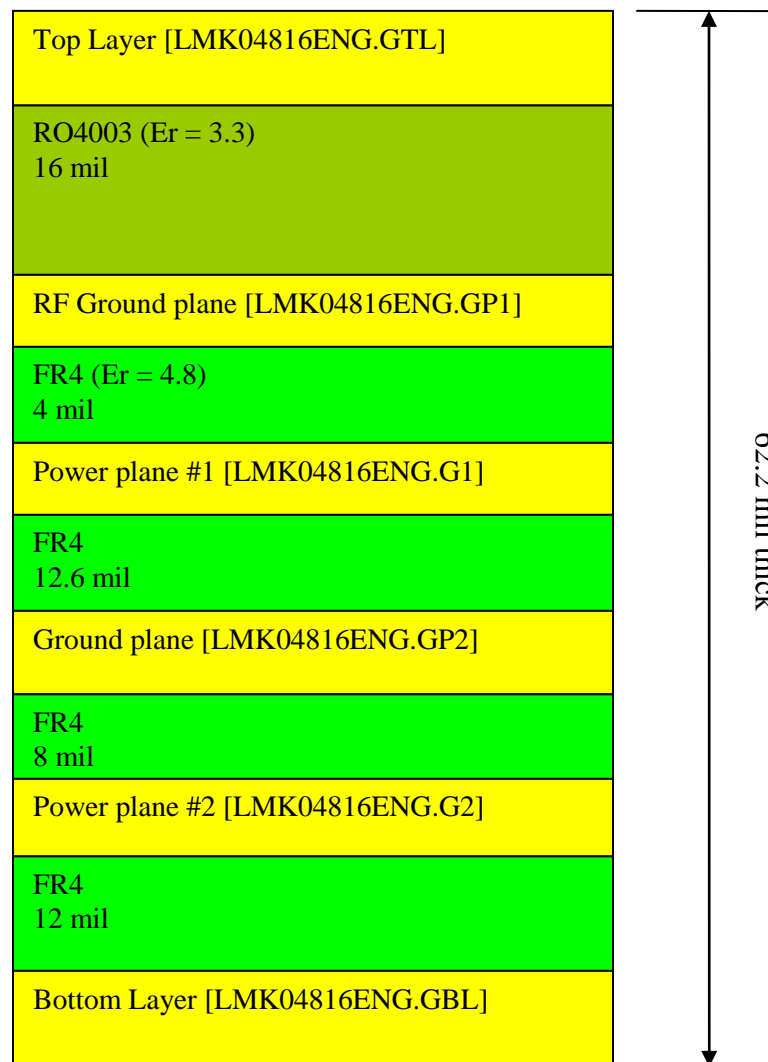 Top Layer [LMK04816ENG.GTL]
RO4003 (Er = 3.3)
16 mil
RF Ground plane [LMK04816ENG.GP1]
FR4 (Er = 4.8)
4 mil
Power plane #1 [LMK04816ENG.G1]
FR4
12.6 mil
Ground plane [LMK04816ENG.GP2]
FR4
8 mil
Power plane #2 [LMK04816ENG.G2]
FR4
12 mil
Bottom Layer [LMK04816ENG.GBL]
62.2 mil thick